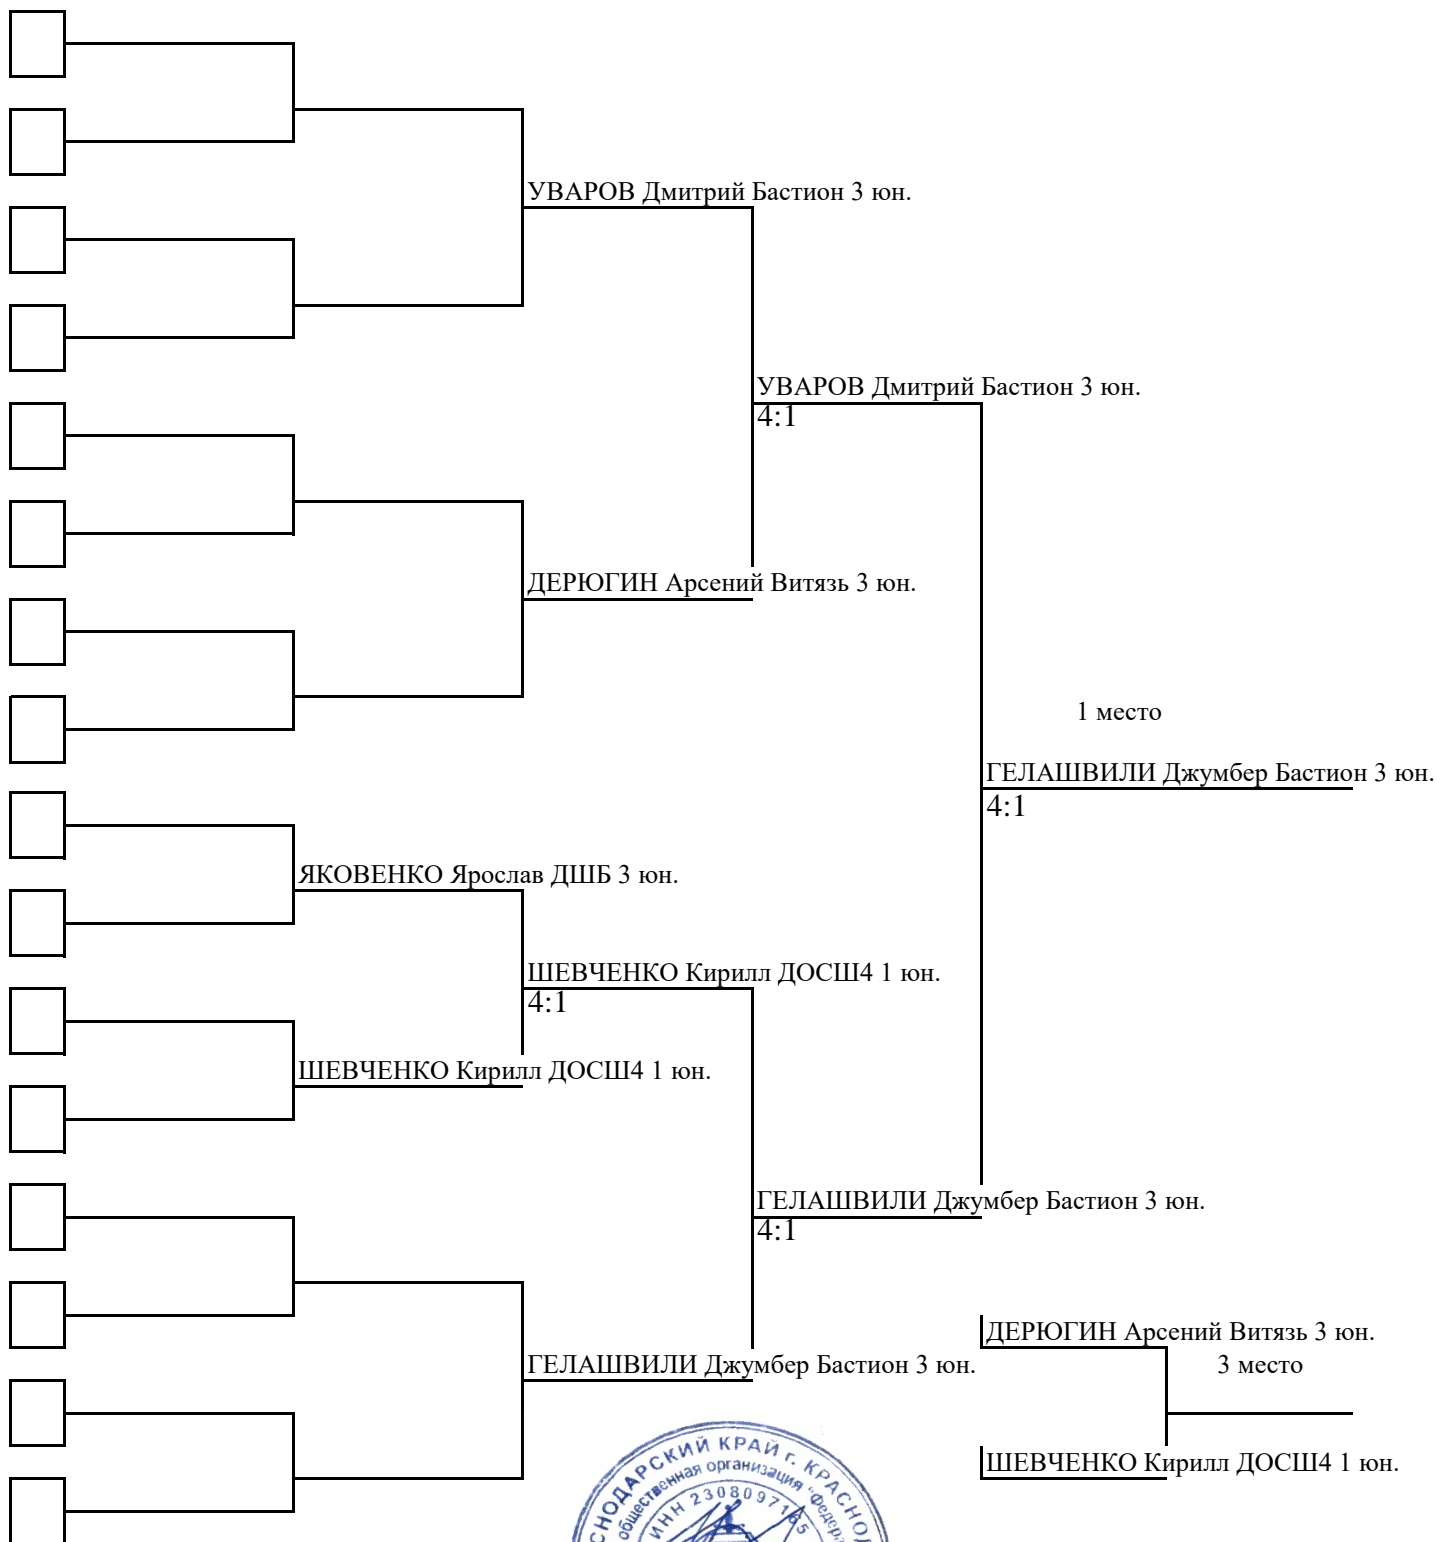 УВАРОВ Дмитрий Бастион 3 юн.
УВАРОВ Дмитрий Бастион 3 юн.
4:1
ДЕРЮГИН Арсений Витязь 3 юн.
1 место
ГЕЛАШВИЛИ Джумбер Бастион 3 юн.
4:1
ЯКОВЕНКО Ярослав ДШБ 3 юн.
ШЕВЧЕНКО Кирилл ДОСШ4 1 юн.
4:1
ШЕВЧЕНКО Кирилл ДОСШ4 1 юн.
ГЕЛАШВИЛИ Джумбер Бастион 3 юн.
4:1
ДЕРЮГИН Арсений Витязь 3 юн.
ГЕЛАШВИЛИ Джумбер Бастион 3 юн.
3 место
ШЕВЧЕНКО Кирилл ДОСШ4 1 юн.
КРАЙ г.
общественная организация
ИНН 2308097165